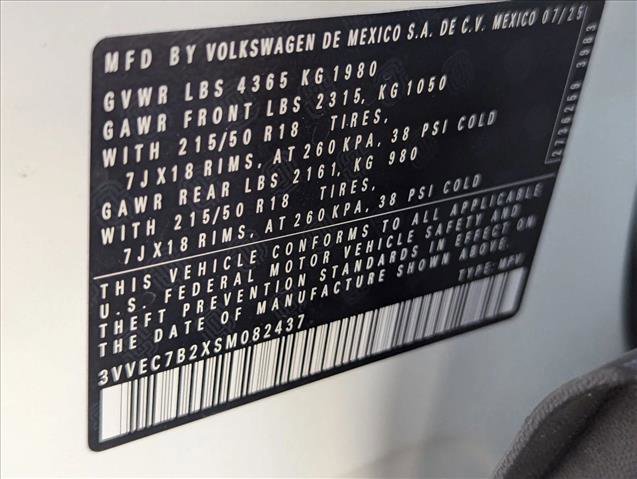 MFD BY VOLKSWAGEN DE MEXICO S.A. DE C.V. MEXICO 07/25
GVWR LBS 4365 KG 1980
GAWR FRONT LBS 2315, KG 1050
WITH 215/50 R18 TIRES,
7JX18 RIMS, AT 260 KPA, 38 PSI COLD
GAWR REAR LBS 2161, KG 980
WITH 215/50 R18 TIRES,
7JX18 RIMS, AT 260 KPA, 38 PSI COLD
THIS VEHICLE CONFORMS TO ALL APPLICABLE
U.S. FEDERAL MOTOR VEHICLE SAFETY AND
THEFT PREVENTION STANDARDS IN EFFECT ON
THE DATE OF MANUFACTURE SHOWN ABOVE.
TYPE: MPV
3VVEC7B2XSM082437